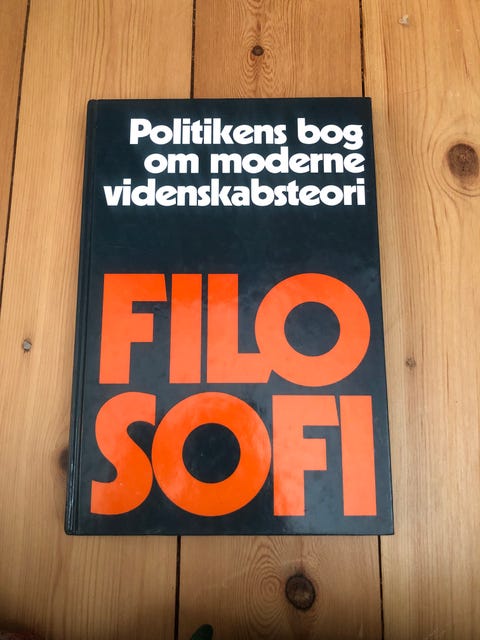 Politikens bog
om moderne
videnskabsteori
FILO
SOFI